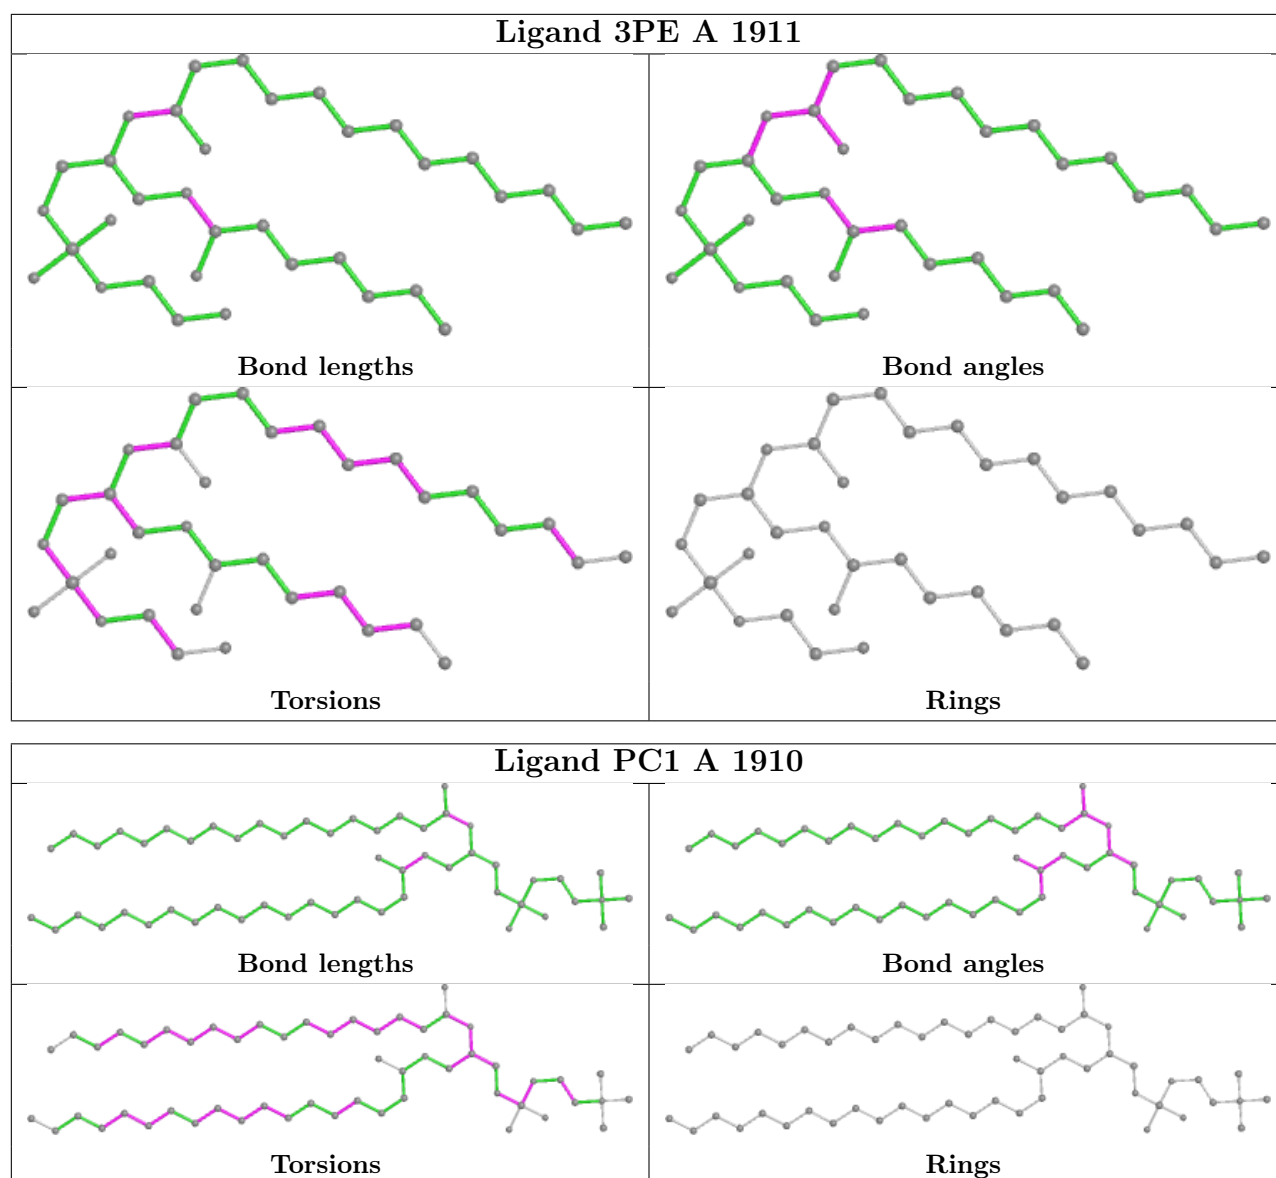 Ligand 3PE A 1911
Bond lengths
Bond angles
Torsions
Rings
Ligand PC1 A 1910
Bond lengths
Bond angles
Torsions
Rings